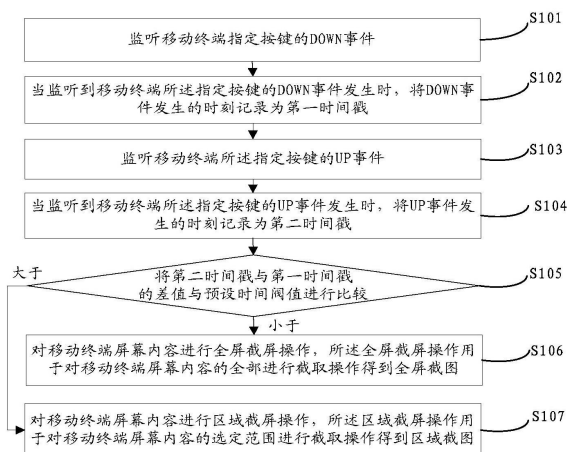 监听移动终端指定按键的DOWN事件
S101
当监听到移动终端所述指定按键的DOWN事件发生时，将DOWN事
件发生的时刻记录为第一时间戳
S102
监听移动终端所述指定按键的UP事件
S103
当监听到移动终端所述指定按键的UP事件发生时，将UP事件发
生的时刻记录为第二时间戳
S104
大于
将第二时间戳与第一时间戳
的差值与预设时间阀值进行比较
S105
小于
对移动终端屏幕内容进行全屏截屏操作，所述全屏截屏操作用
于对移动终端屏幕内容的全部进行截取操作得到全屏截图
S106
对移动终端屏幕内容进行区域截屏操作，所述区域截屏操作用
于对移动终端屏幕内容的选定范围进行截取操作得到区域截图
S107